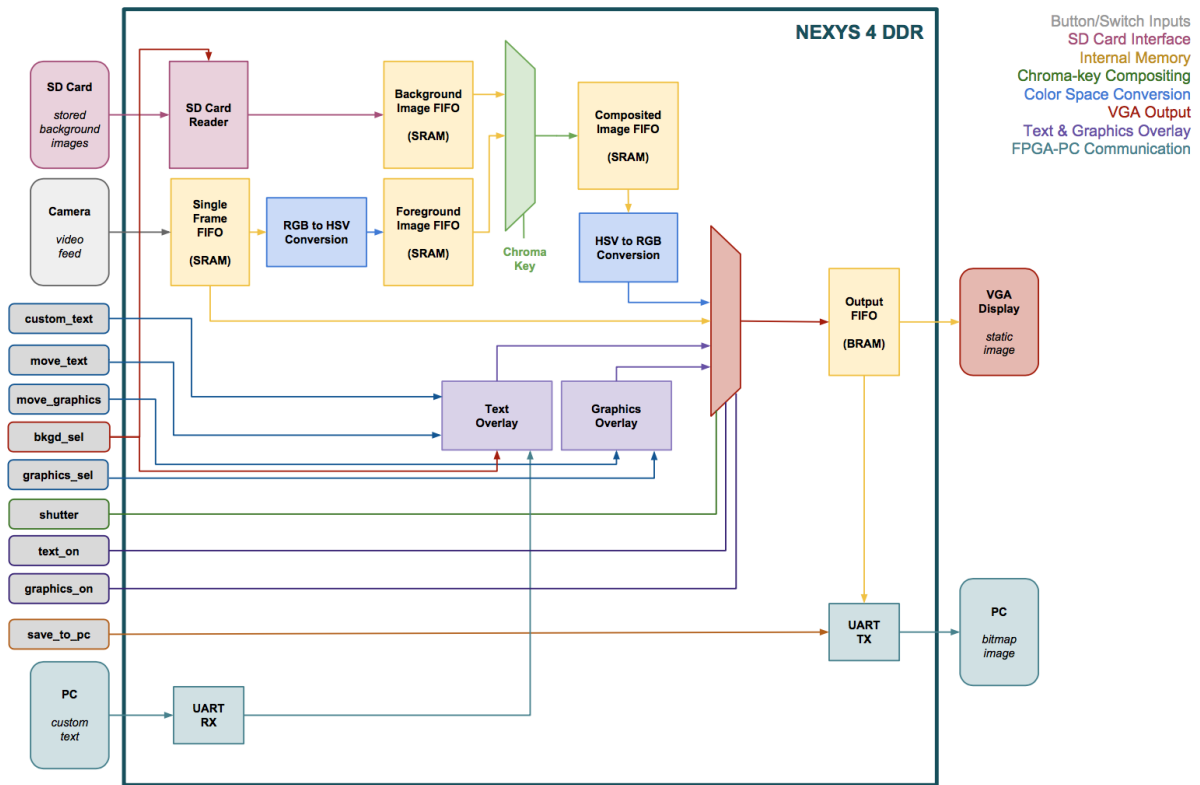 NEXYS 4 DDR
Button/Switch Inputs
SD Card Interface
Internal Memory
Chroma-key Compositing
Color Space Conversion
VGA Output
Text & Graphics Overlay
FPGA-PC Communication
SD Card
stored
background
images
SD Card
Reader
Background
Image FIFO
(SRAM)
Composited
Image FIFO
(SRAM)
Camera
video
feed
Single
Frame
FIFO
(SRAM)
RGB to HSV
Conversion
Foreground
Image FIFO
(SRAM)
Chroma
Key
HSV to RGB
Conversion
Output
FIFO
(BRAM)
VGA
Display
static
image
custom_text
move_text
move_graphics
bkgd_sel
graphics_sel
shutter
text_on
graphics_on
save_to_pc
Text
Overlay
Graphics
Overlay
UART
TX
PC
bitmap
image
PC
custom
text
UART
RX